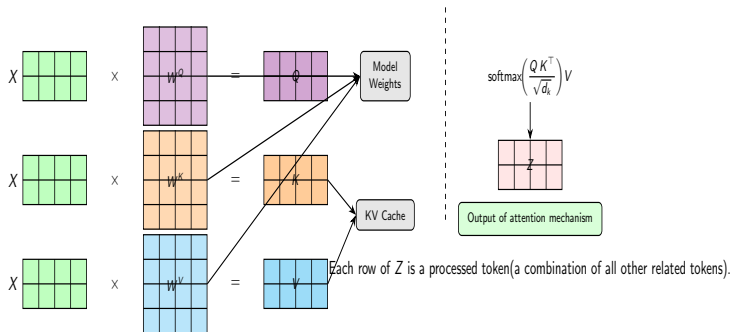 X × W^Q = Q
Model
Weights
X × W^K = K
KV Cache
X × W^V = V
softmax(Q K^⊤ / √d_k) V
Z
Output of attention mechanism
Each row of Z is a processed token(a combination of all other related tokens).